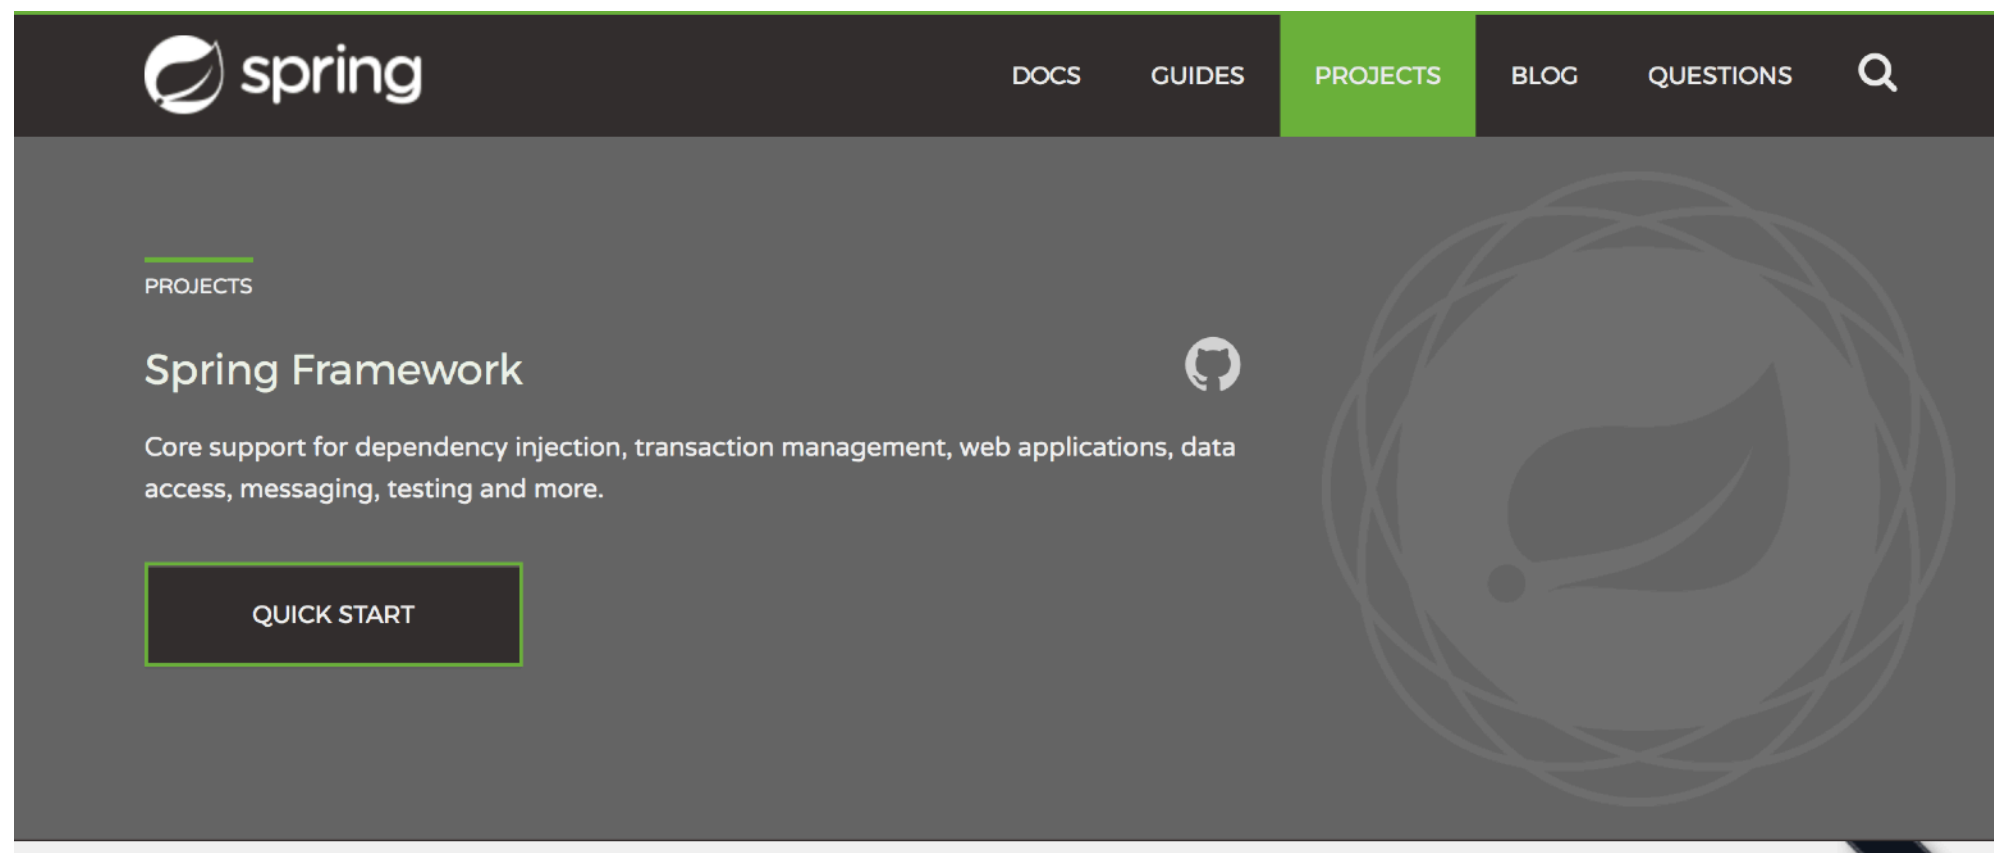 spring
DOCS GUIDES PROJECTS BLOG QUESTIONS
PROJECTS
Spring Framework
Core support for dependency injection, transaction management, web applications, data
access, messaging, testing and more.
QUICK START